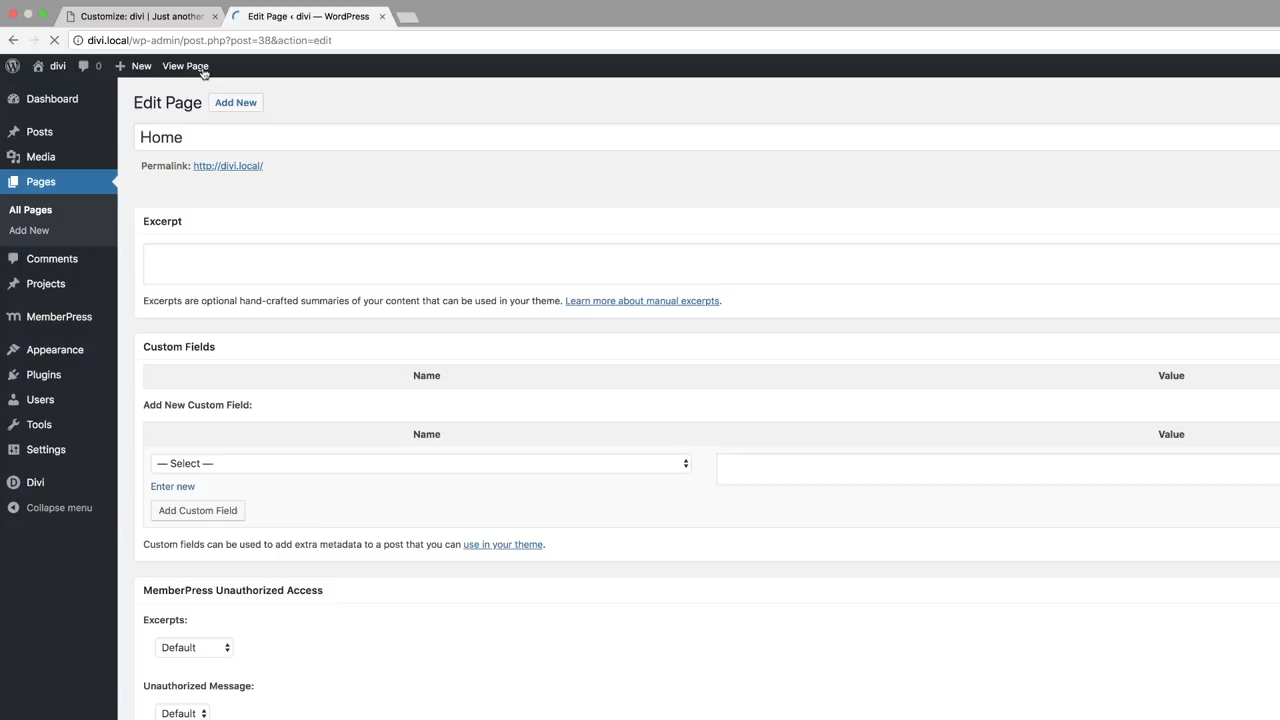 Customize: divi | Just another
Edit Page ‹ divi — WordPress
divi.local/wp-admin/post.php?post=38&action=edit
divi 0 New View Page
Dashboard
Posts
Media
Pages
All Pages
Add New
Comments
Projects
MemberPress
Appearance
Plugins
Users
Tools
Settings
Divi
Collapse menu
Edit Page Add New
Home
Permalink: http://divi.local/
Excerpt
Excerpts are optional hand-crafted summaries of your content that can be used in your theme. Learn more about manual excerpts.
Custom Fields
Name Value
Add New Custom Field:
Name Value
— Select —
Enter new
Add Custom Field
Custom fields can be used to add extra metadata to a post that you can use in your theme.
MemberPress Unauthorized Access
Excerpts:
Default
Unauthorized Message:
Default